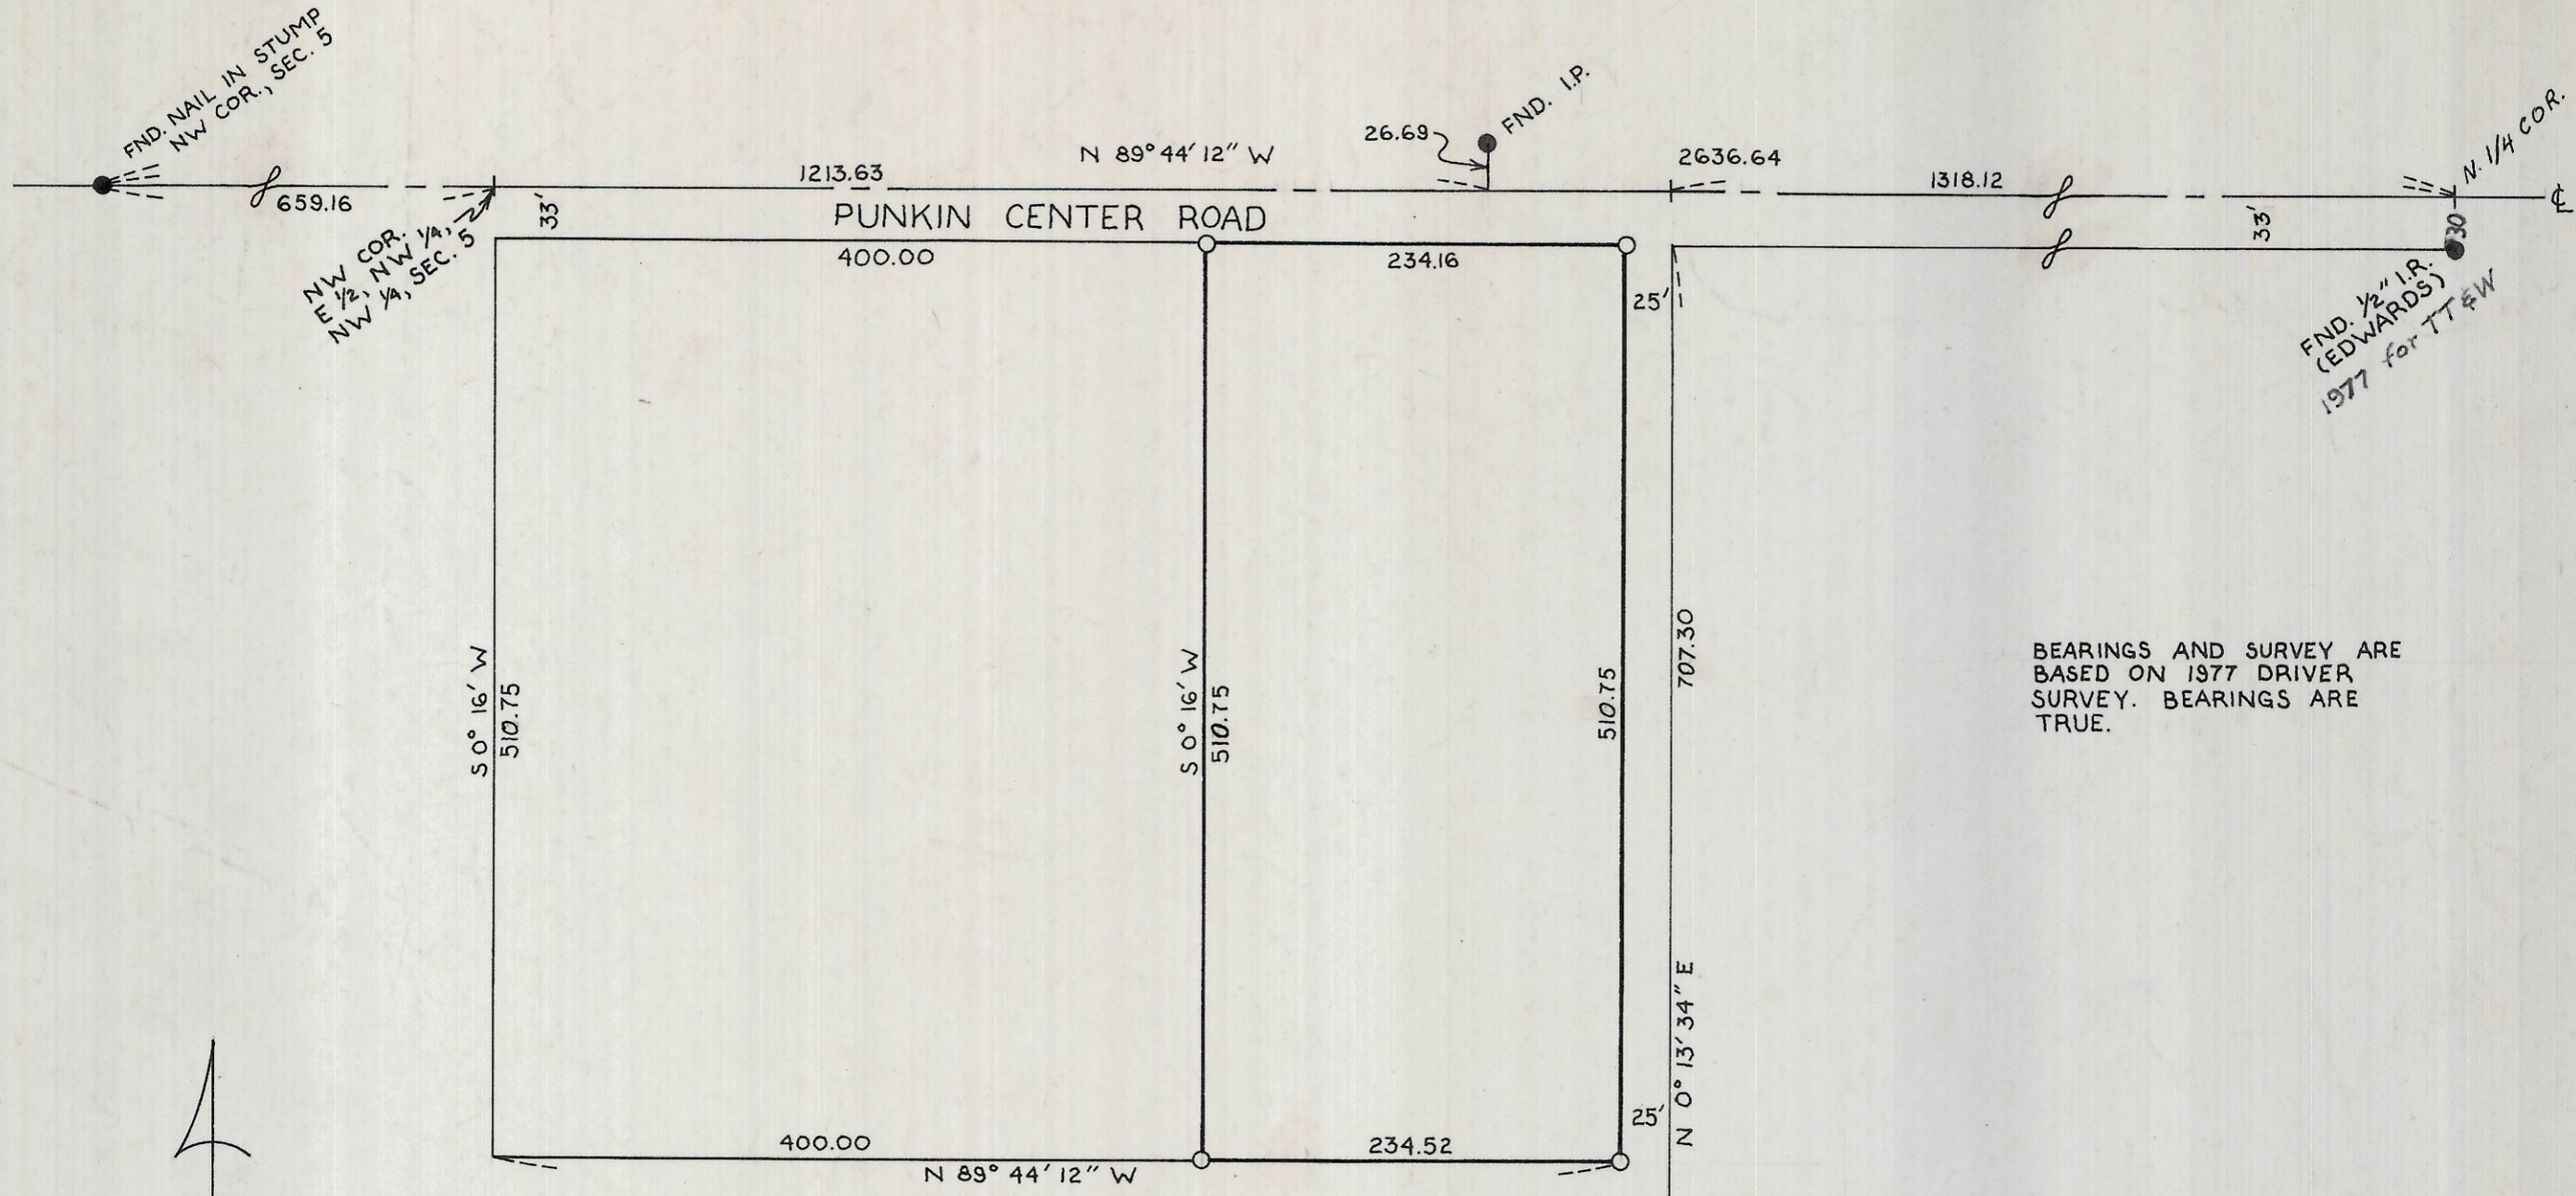 FND. NAIL IN STUMP
NW COR., SEC. 5
659.16
NW COR.
E 1/2, NW 1/4,
NW 1/4, SEC. 5
33'
1213.63
N 89° 44' 12" W
26.69
FND. I.P.
2636.64
1318.12
N. 1/4 COR.
℄
33'
30
FND. 1/2" I.R.
(EDWARDS)
1977 for TT & W
PUNKIN CENTER ROAD
400.00
234.16
25'
S 0° 16' W
510.75
S 0° 16' W
510.75
510.75
707.30
N 0° 13' 34" E
BEARINGS AND SURVEY ARE
BASED ON 1977 DRIVER
SURVEY. BEARINGS ARE
TRUE.
25'
400.00
234.52
N 89° 44' 12" W